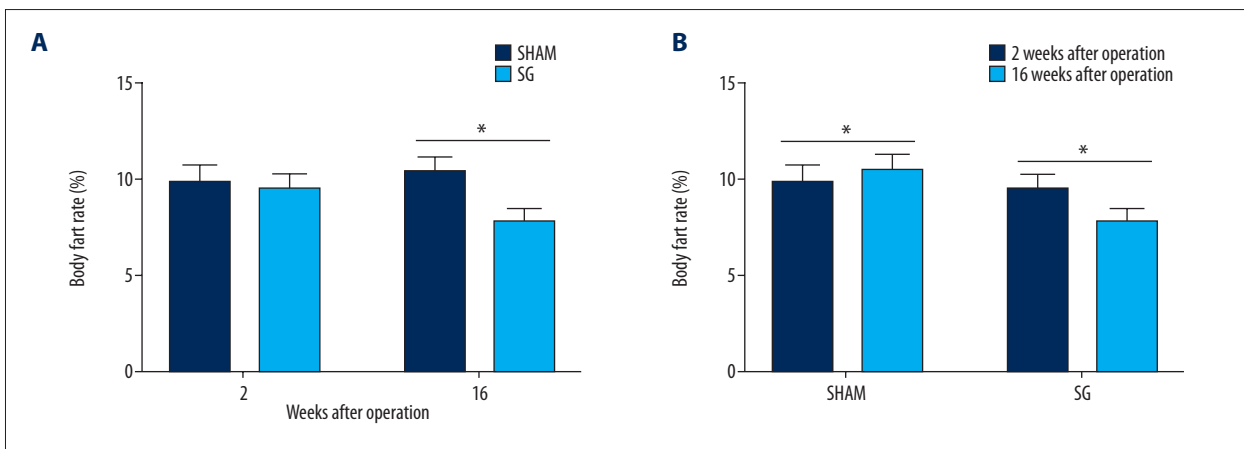 A
SHAM
SG
15
10
5
0
Body fart rate (%)
*
2
16
Weeks after operation
B
2 weeks after operation
16 weeks after operation
15
10
5
0
Body fart rate (%)
*
*
SHAM
SG